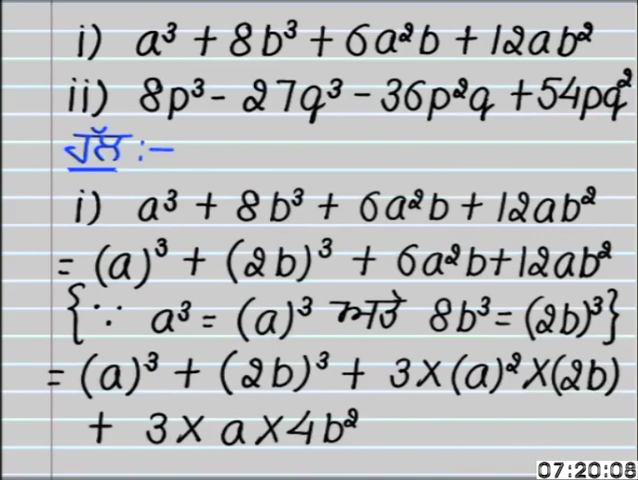 i) a³ + 8b³ + 6a²b + 12ab²
ii) 8p³ - 27q³ - 36p²q + 54pq²
ਹੱਲ :-
i) a³ + 8b³ + 6a²b + 12ab²
= (a)³ + (2b)³ + 6a²b + 12ab²
{∵ a³ = (a)³ ਅਤੇ 8b³ = (2b)³}
= (a)³ + (2b)³ + 3×(a)²×(2b)
+ 3 × a × 4b²
07:20:08